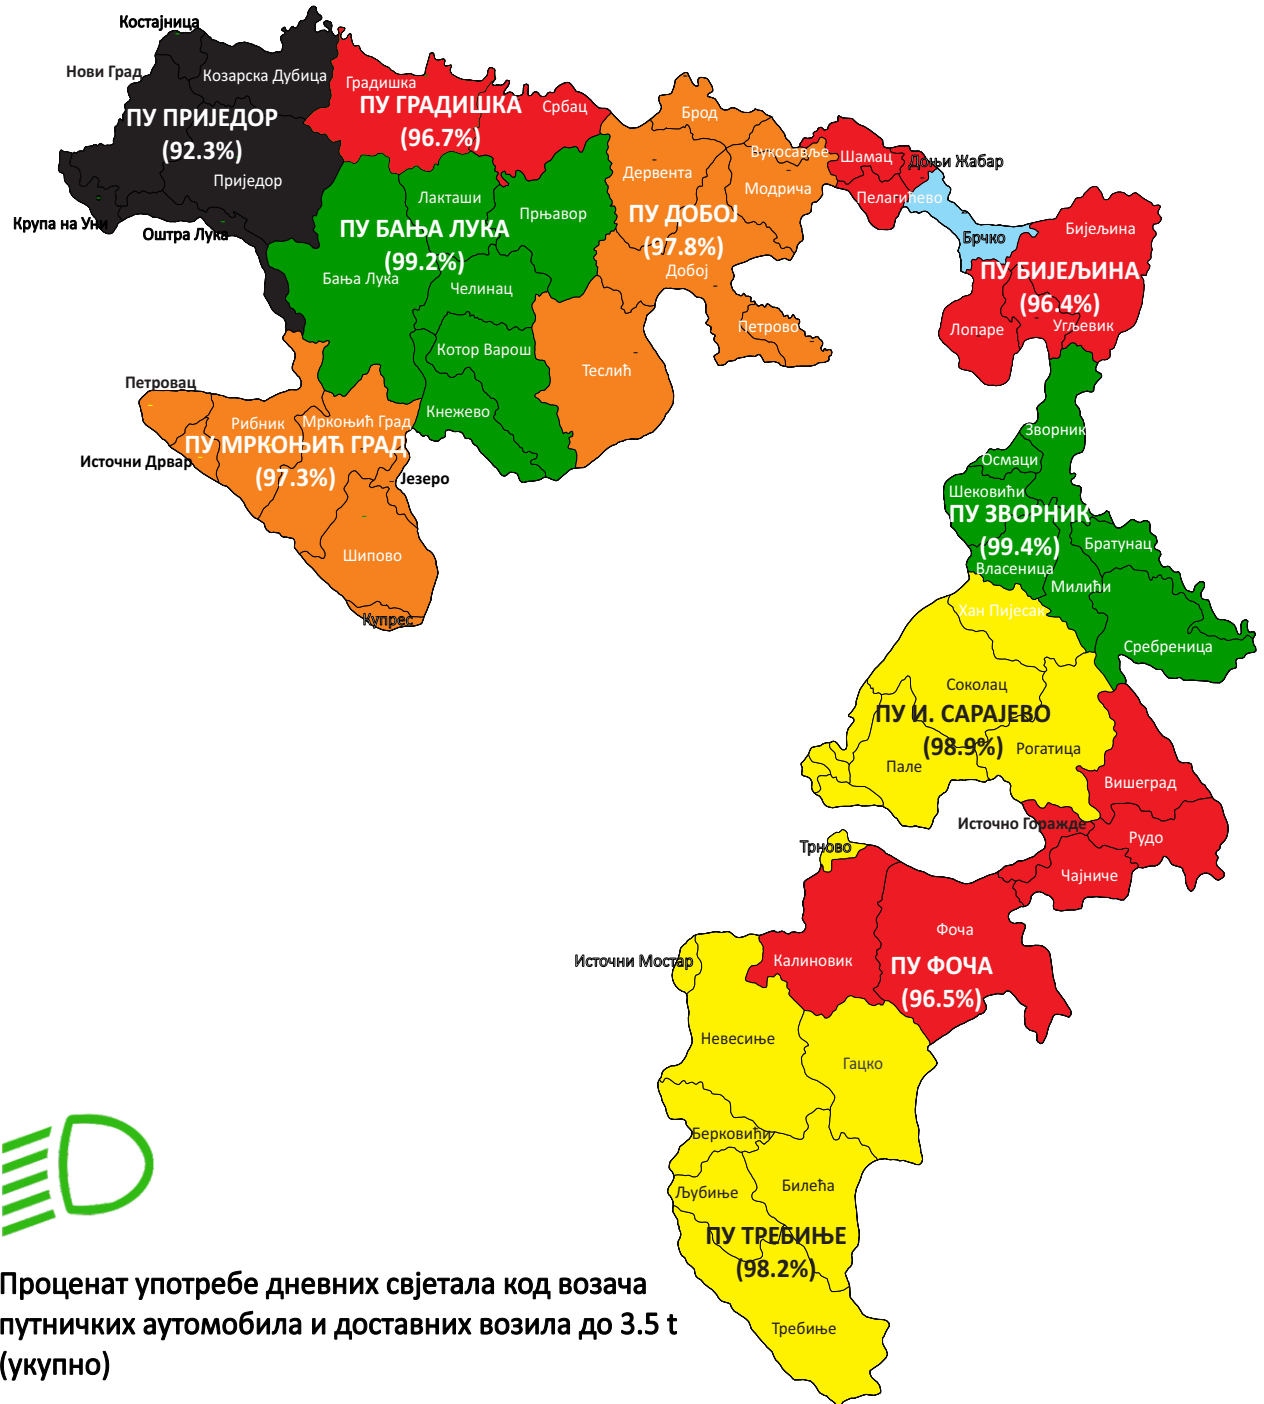 Костајница
Нови Град
Козарска Дубица
ПУ ПРИЈЕДОР
(92.3%)
Приједор
Крупа на Уни
Оштра Лука
Градишка
ПУ ГРАДИШКА
(96.7%)
Србац
Лакташи
Прњавор
ПУ БАЊА ЛУКА
(99.2%)
Бања Лука
Челинац
Котор Варош
Кнежево
Брод
Вукосавље
Дервента
Модрича
ПУ ДОБОЈ
(97.8%)
Добој
Петрово
Теслић
Шамац
Доњи Жабар
Пелагићево
Брчко
Бијељина
ПУ БИЈЕЉИНА
(96.4%)
Лопаре
Угљевик
Петровац
Рибник
Мркоњић Град
ПУ МРКОЊИЋ ГРАД
(97.3%)
Источни Дрвар
Језеро
Шипово
Купрес
Зворник
Осмаци
Шековићи
ПУ ЗВОРНИК
(99.4%)
Братунац
Власеница
Милићи
Сребреница
Хан Пијесак
Соколац
ПУ И. САРАЈЕВО
(98.9%)
Рогатица
Пале
Вишеград
Источно Горажде
Рудо
Трново
Чајниче
Фоча
Источни Мостар
Калиновик
ПУ ФОЧА
(96.5%)
Невесиње
Гацко
Берковићи
Љубиње
Билећа
ПУ ТРЕБИЊЕ
(98.2%)
Требиње
Проценат употребе дневних свјетала код возача
путничких аутомобила и доставних возила до 3.5 t
(укупно)